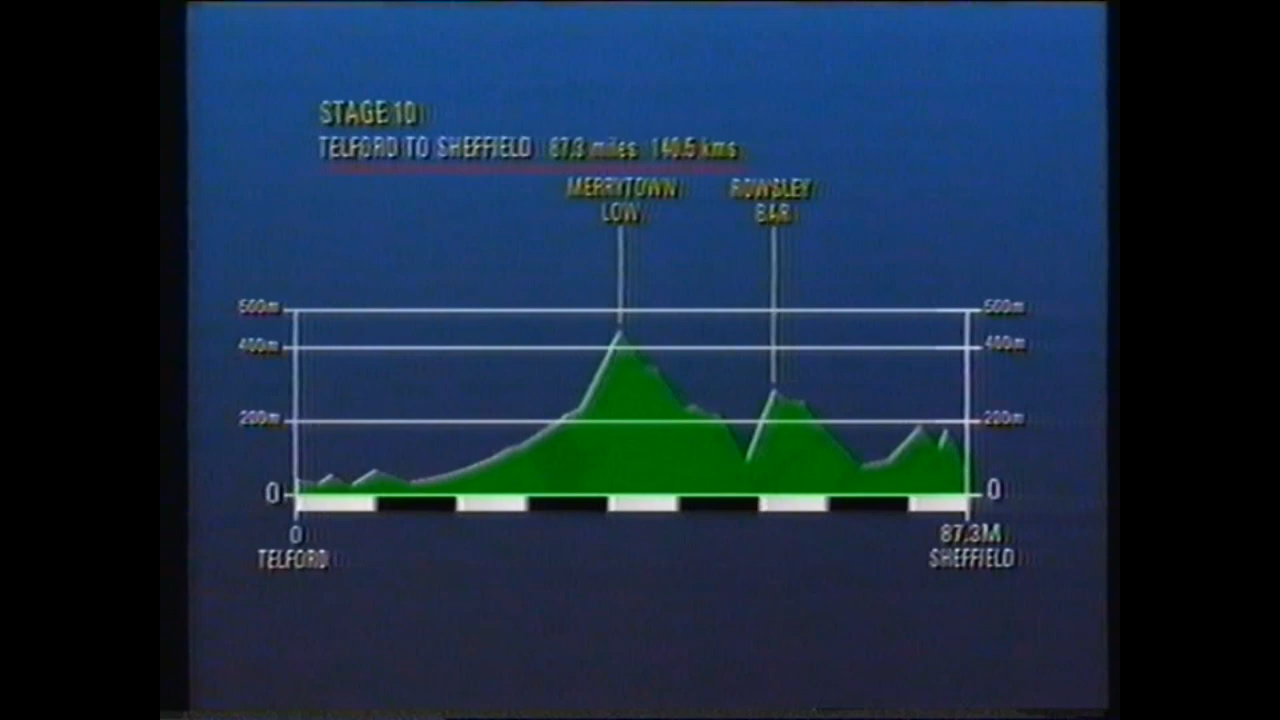 STAGE 10
TELFORD TO SHEFFIELD 87.3 miles 140.5 kms
MERRYTOWN
LOW
ROWSLEY
BAR
500m
500m
400m
400m
200m
200m
0
0
0
TELFORD
87.3M
SHEFFIELD